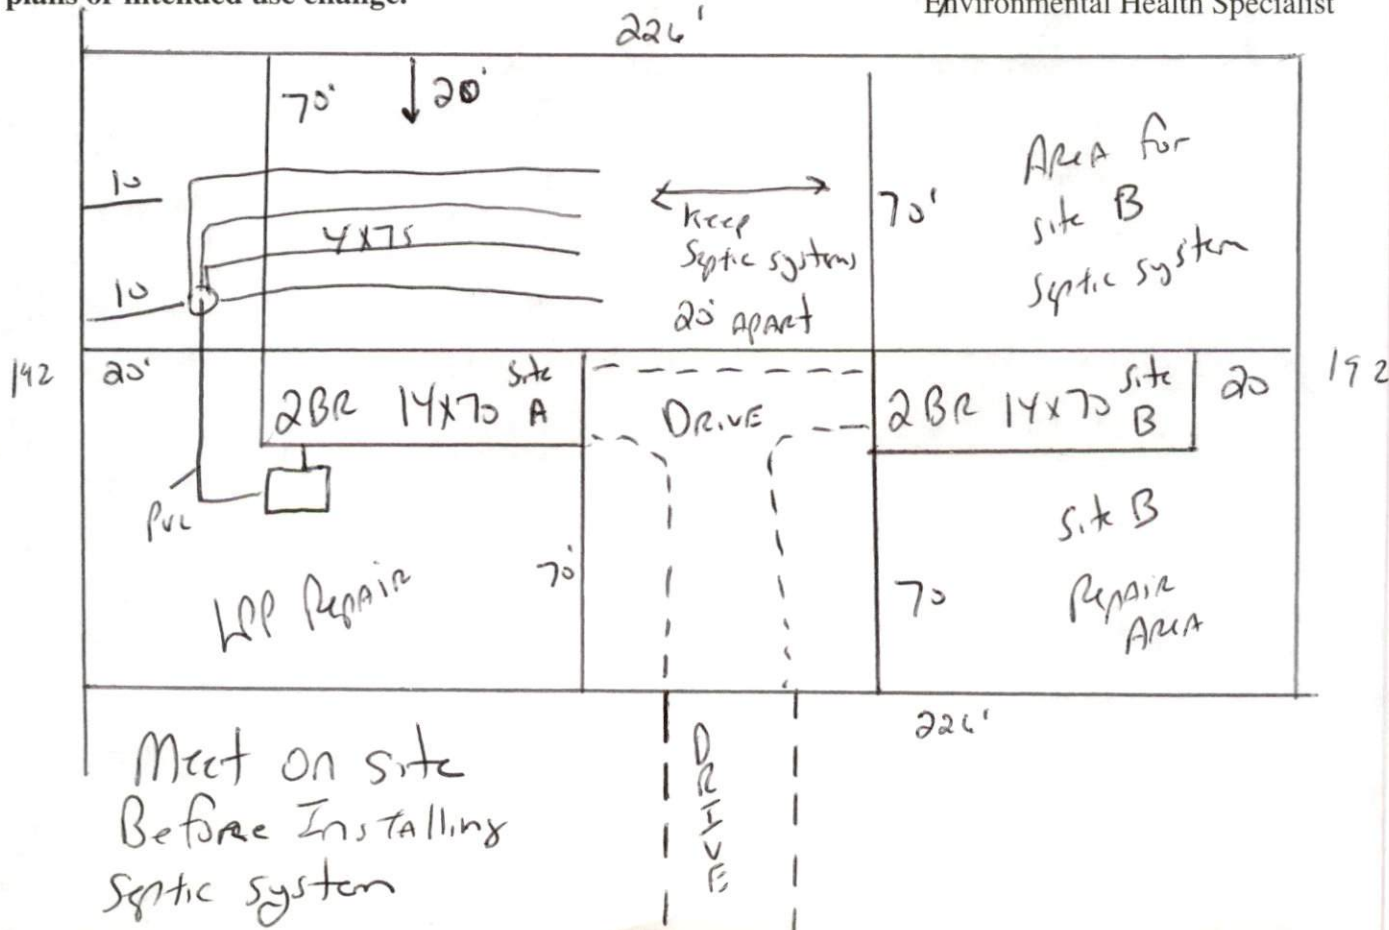 plans or intended use change.
Environmental Health Specialist
226'
70'
20'
10
10
4X75
Keep
Septic systems
20' APART
70'
AREA for
site B
Septic system
192
20'
2BR 14X70 Site A
DRIVE
2BR 14X70 Site B
20
192
PVC
LPP Repair
70'
70
Site B
Repair
AREA
226'
Meet on site
Before Installing
Septic system
DRIVE